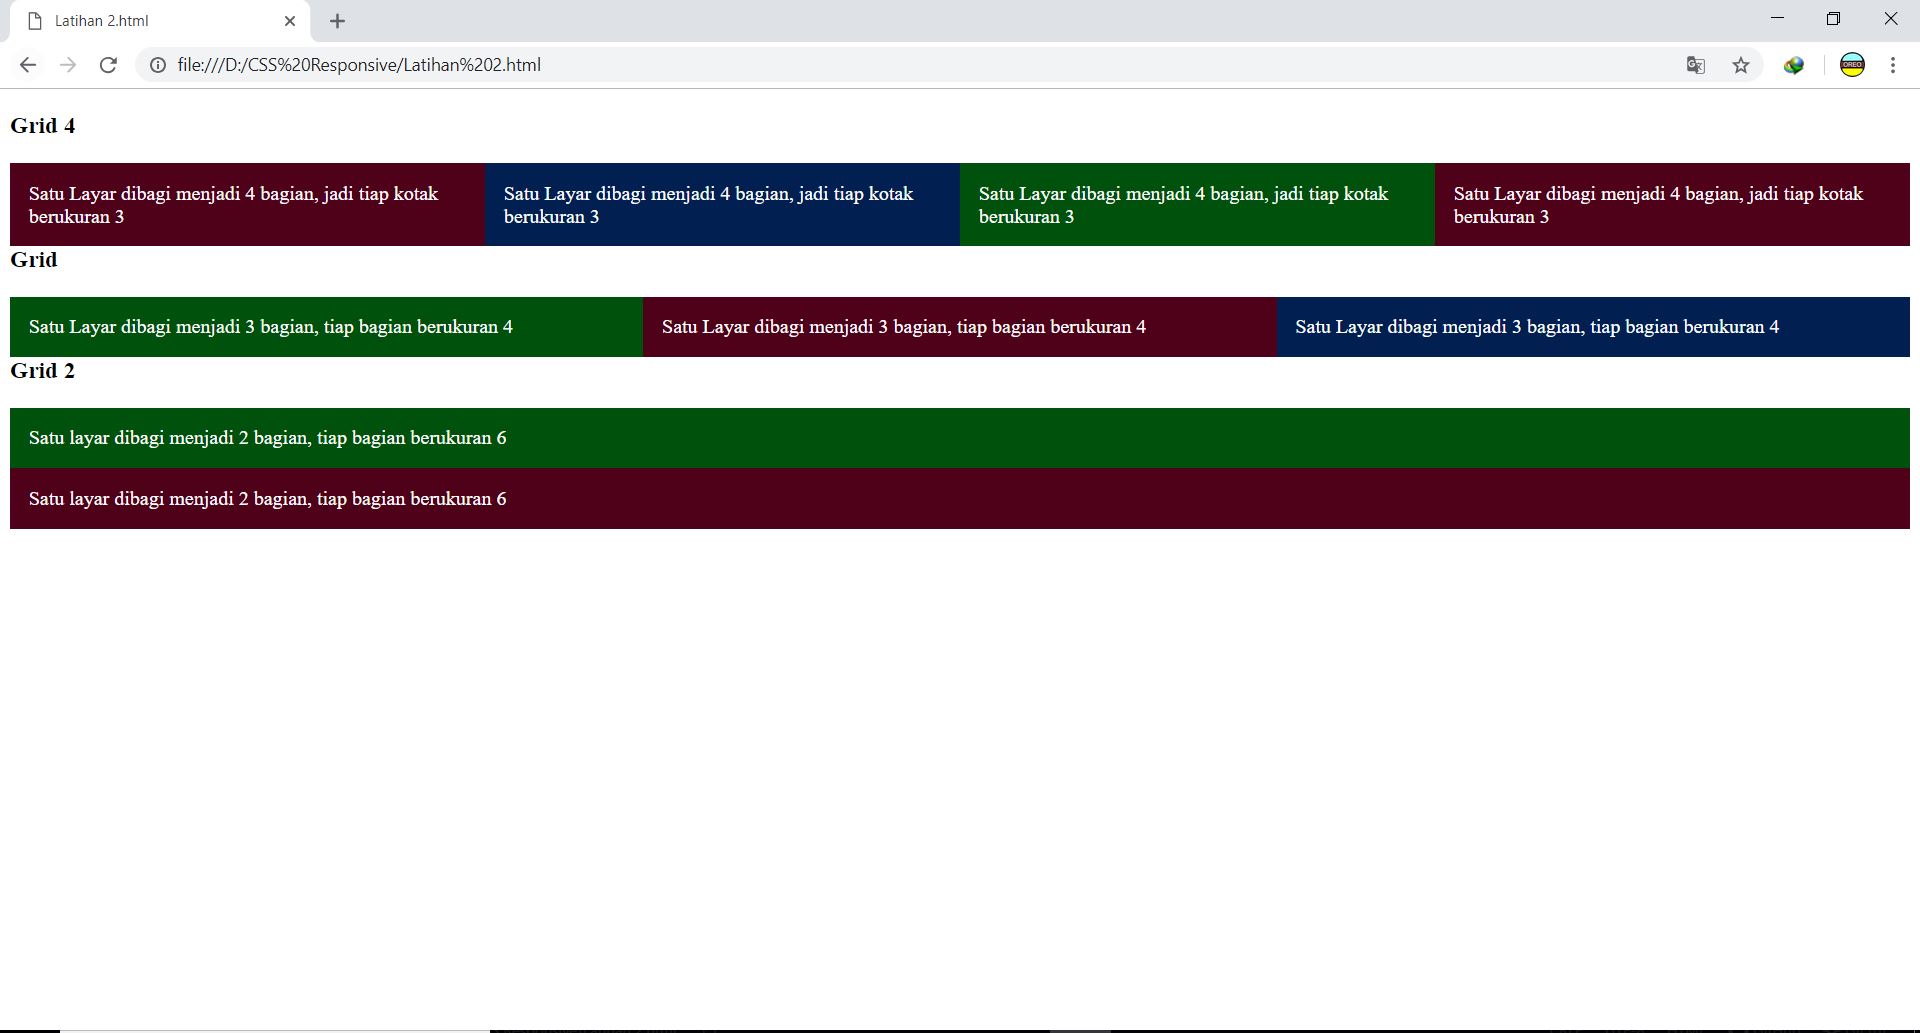 Latihan 2.html
file:///D:/CSS%20Responsive/Latihan%202.html
OREO
Grid 4
Satu Layar dibagi menjadi 4 bagian, jadi tiap kotak
berukuran 3
Satu Layar dibagi menjadi 4 bagian, jadi tiap kotak
berukuran 3
Satu Layar dibagi menjadi 4 bagian, jadi tiap kotak
berukuran 3
Satu Layar dibagi menjadi 4 bagian, jadi tiap kotak
berukuran 3
Grid
Satu Layar dibagi menjadi 3 bagian, tiap bagian berukuran 4
Satu Layar dibagi menjadi 3 bagian, tiap bagian berukuran 4
Satu Layar dibagi menjadi 3 bagian, tiap bagian berukuran 4
Grid 2
Satu layar dibagi menjadi 2 bagian, tiap bagian berukuran 6
Satu layar dibagi menjadi 2 bagian, tiap bagian berukuran 6